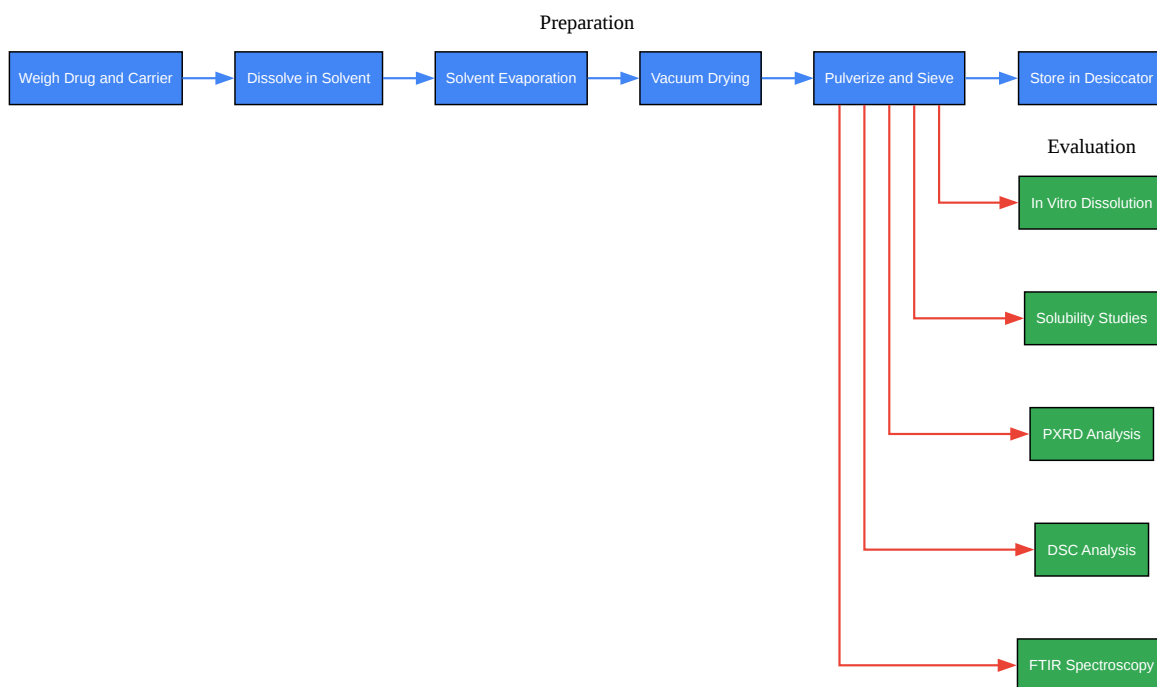 Preparation
Weigh Drug and Carrier
Dissolve in Solvent
Solvent Evaporation
Vacuum Drying
Pulverize and Sieve
Store in Desiccator
Evaluation
In Vitro Dissolution
Solubility Studies
PXRD Analysis
DSC Analysis
FTIR Spectroscopy